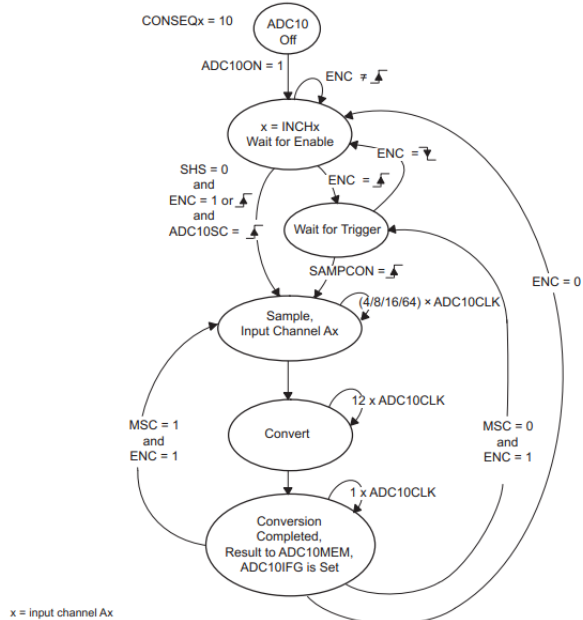 CONSEQx = 10
ADC10
Off
ADC10ON = 1
ENC ≠
x = INCHx
Wait for Enable
ENC =
SHS = 0
and
ENC = 1 or
and
ADC10SC =
ENC =
Wait for Trigger
SAMPCON =
ENC = 0
(4/8/16/64) × ADC10CLK
Sample,
Input Channel Ax
12 x ADC10CLK
MSC = 1
and
ENC = 1
Convert
MSC = 0
and
ENC = 1
1 x ADC10CLK
Conversion
Completed,
Result to ADC10MEM,
ADC10IFG is Set
x = input channel Ax